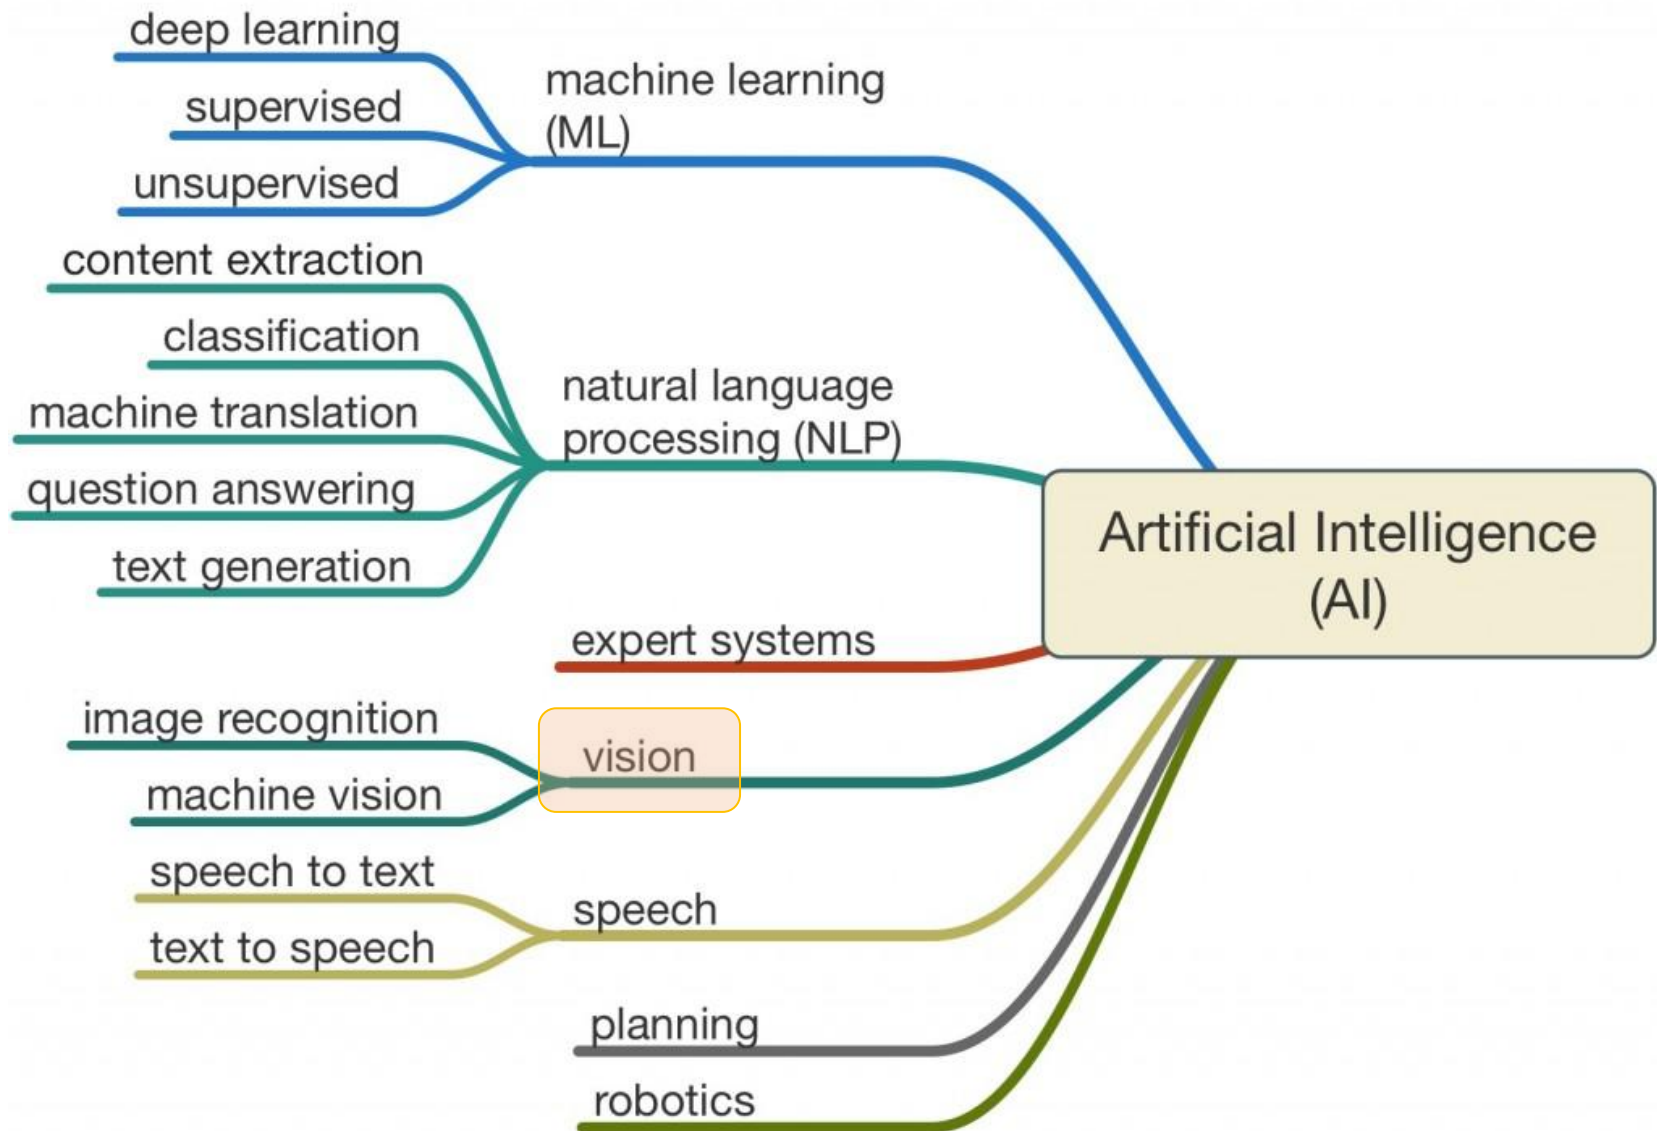 deep learning
supervised
unsupervised
machine learning
(ML)
content extraction
classification
machine translation
question answering
text generation
natural language
processing (NLP)
expert systems
image recognition
machine vision
vision
speech to text
text to speech
speech
planning
robotics
Artificial Intelligence
(AI)